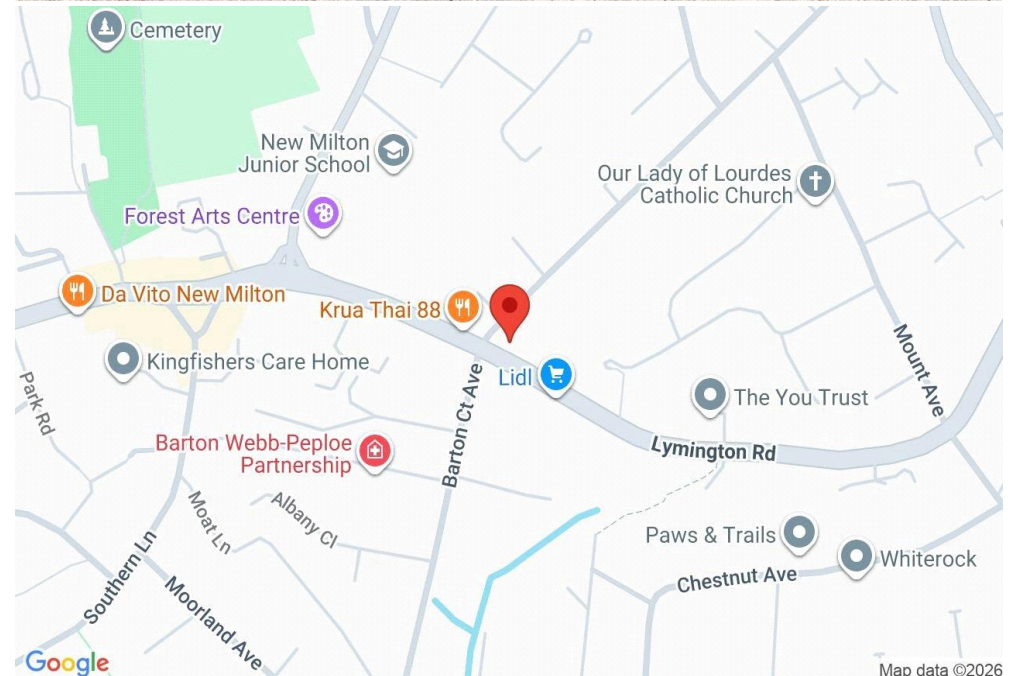 Cemetery
New Milton
Junior School
Our Lady of Lourdes
Catholic Church
Forest Arts Centre
Da Vito New Milton
Krua Thai 88
Kingfishers Care Home
Lidl
Park Rd
Mount Ave
The You Trust
Barton Ct Ave
Barton Webb-Peploe
Partnership
Lymington Rd
Albany Cl
Moat Ln
Paws & Trails
Whiterock
Chestnut Ave
Southern Ln
Moorland Ave
Google
Map data ©2026